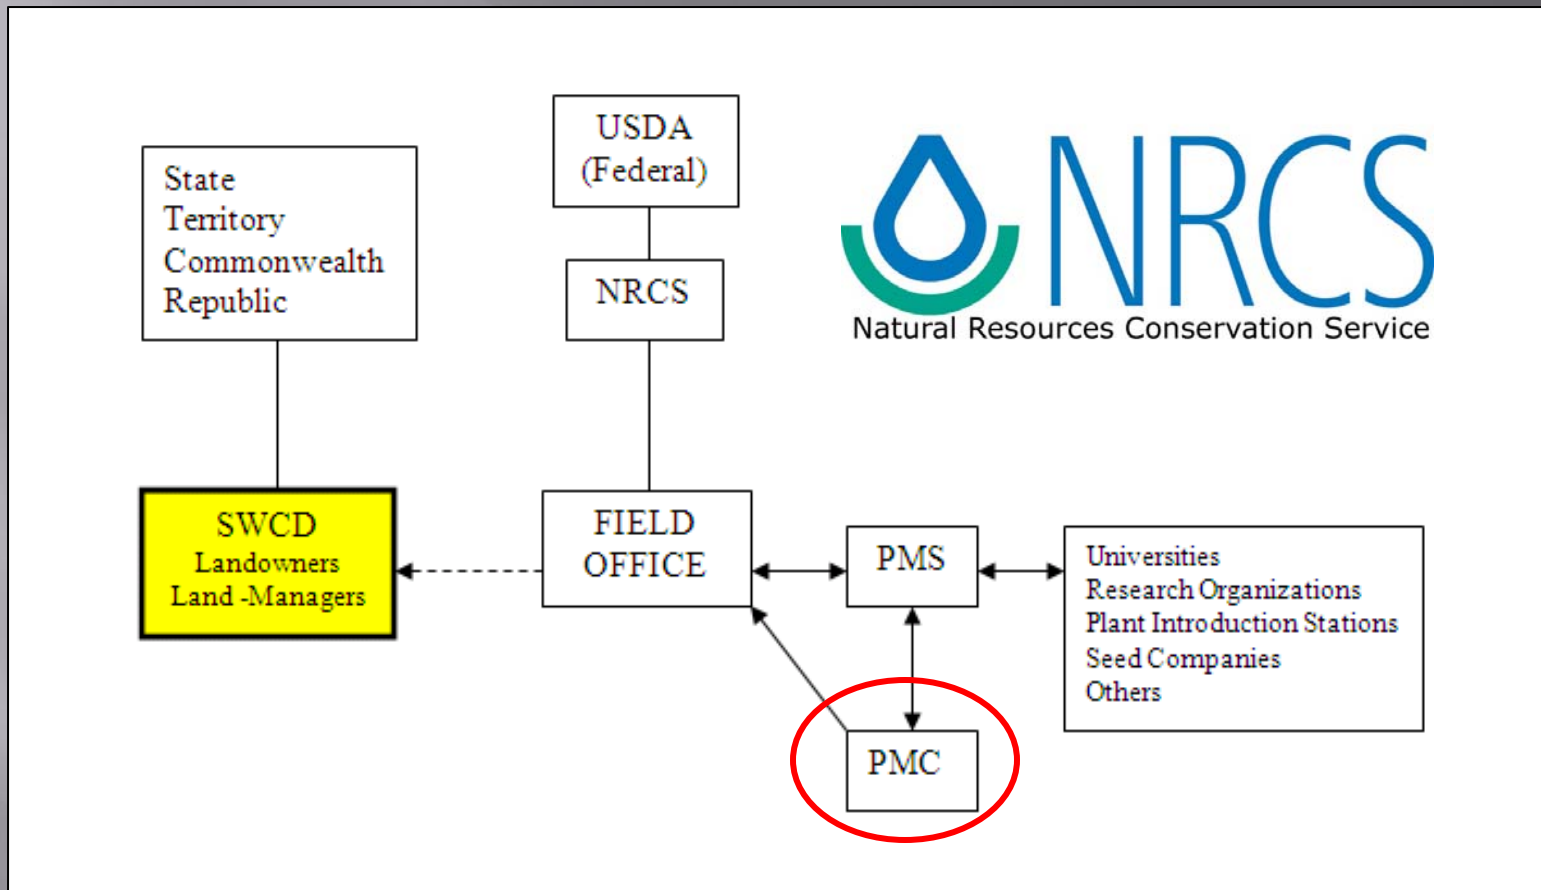 USDA
(Federal)
State
Territory
Commonwealth
Republic
NRCS
NRCS
Natural Resources Conservation Service
SWCD
Landowners
Land -Managers
FIELD
OFFICE
PMS
Universities
Research Organizations
Plant Introduction Stations
Seed Companies
Others
PMC